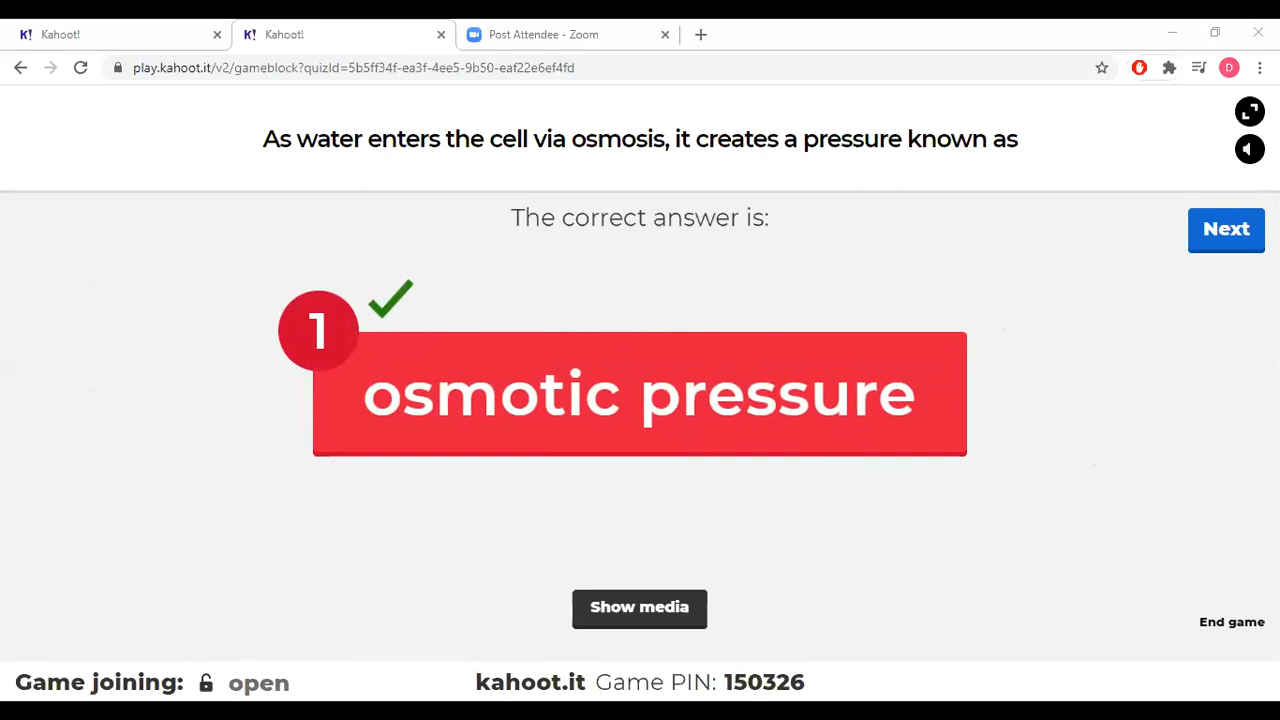 K! Kahoot!
K! Kahoot!
Post Attendee - Zoom
play.kahoot.it/v2/gameblock?quizId=5b5ff34f-ea3f-4ee5-9b50-eaf22e6ef4fd
D
As water enters the cell via osmosis, it creates a pressure known as
The correct answer is:
Next
1
osmotic pressure
Show media
End game
Game joining: open
kahoot.it Game PIN: 150326